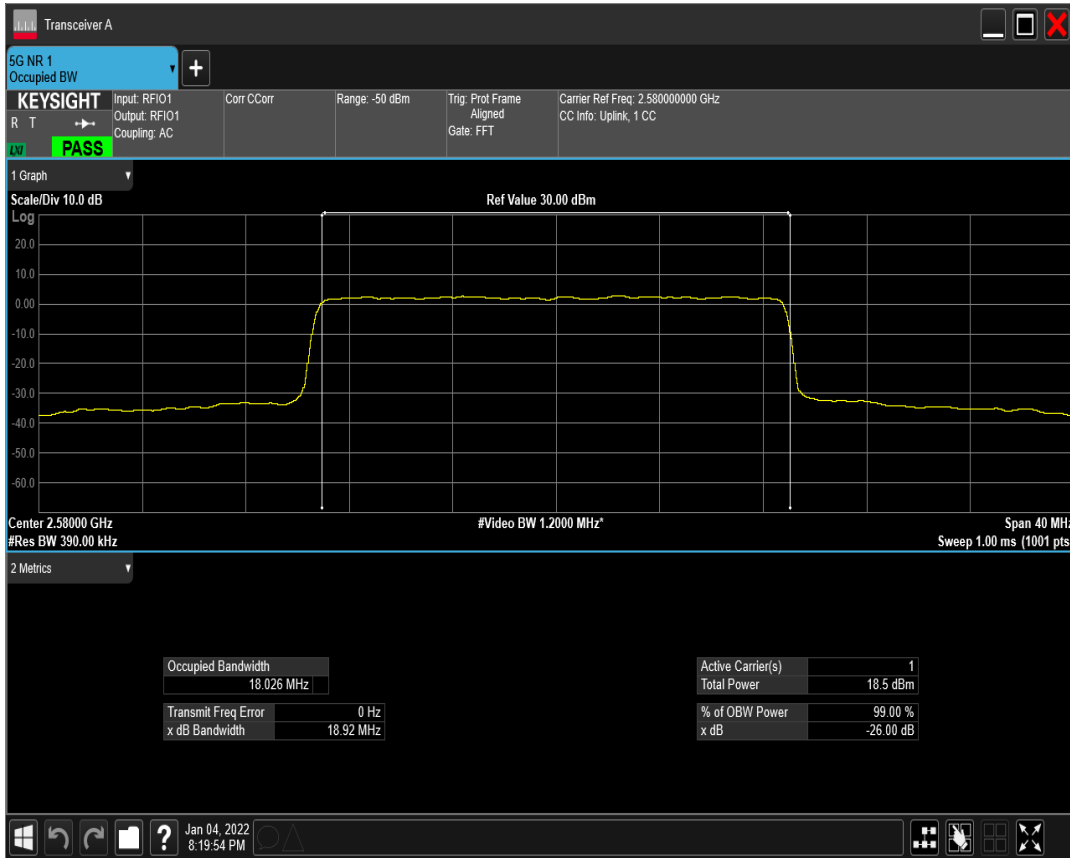 Transceiver A
5G NR 1
Occupied BW
+
KEYSIGHT
R T
LXI
PASS
Input: RFIO1
Output: RFIO1
Coupling: AC
Corr CCorr
Range: -50 dBm
Trig: Prot Frame
Aligned
Gate: FFT
Carrier Ref Freq: 2.580000000 GHz
CC Info: Uplink, 1 CC
1 Graph
Scale/Div 10.0 dB
Ref Value 30.00 dBm
Log
20.0
10.0
0.00
-10.0
-20.0
-30.0
-40.0
-50.0
-60.0
Center 2.58000 GHz
#Video BW 1.2000 MHz*
Span 40 MHz
#Res BW 390.00 kHz
Sweep 1.00 ms (1001 pts
2 Metrics
Occupied Bandwidth
18.026 MHz
Transmit Freq Error 0 Hz
x dB Bandwidth 18.92 MHz
Active Carrier(s) 1
Total Power 18.5 dBm
% of OBW Power 99.00 %
x dB -26.00 dB
?
Jan 04, 2022
8:19:54 PM